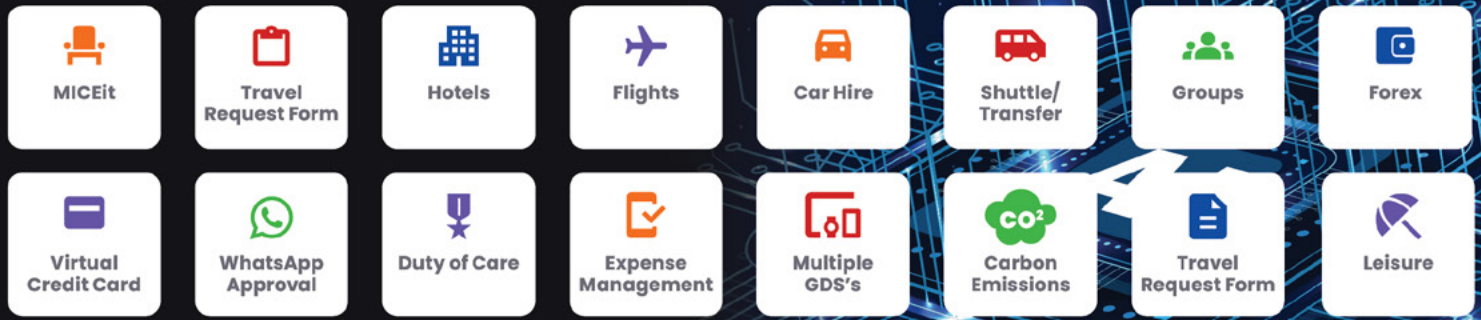 MICEit
Travel
Request Form
Hotels
Flights
Car Hire
Shuttle/
Transfer
Groups
Forex
Virtual
Credit Card
WhatsApp
Approval
Duty of Care
Expense
Management
Multiple
GDS's
CO²
Carbon
Emissions
Travel
Request Form
Leisure